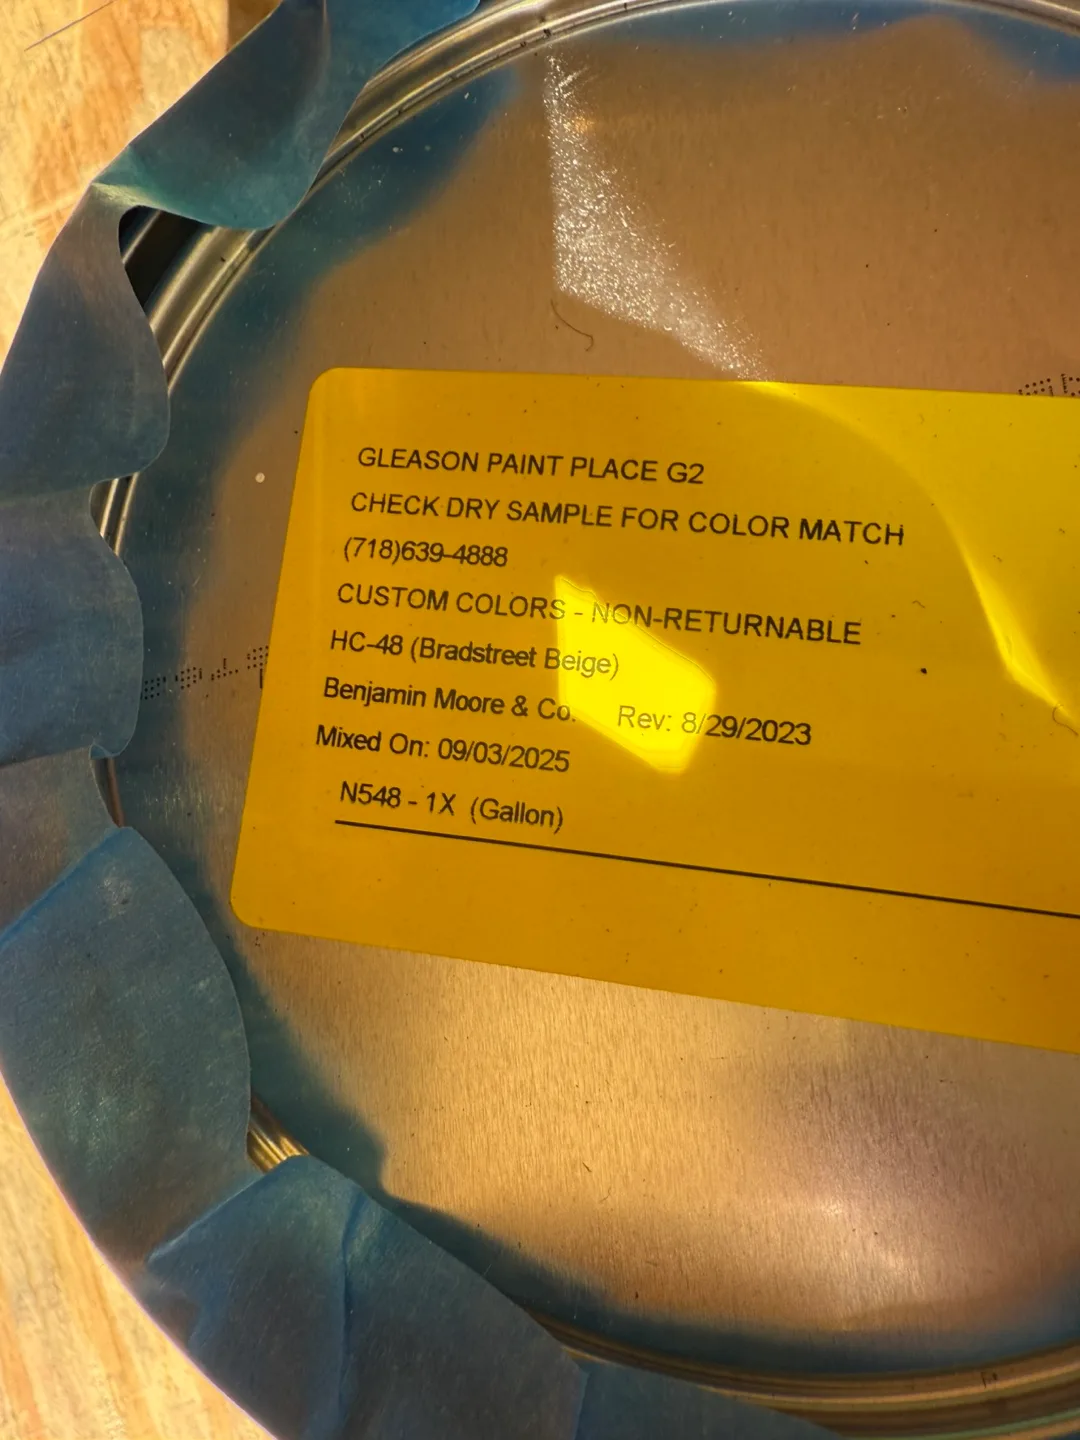 GLEASON PAINT PLACE G2
CHECK DRY SAMPLE FOR COLOR MATCH
(718)639-4888
CUSTOM COLORS - NON-RETURNABLE
HC-48 (Bradstreet Beige)
Benjamin Moore & Co. Rev: 8/29/2023
Mixed On: 09/03/2025
N548 - 1X (Gallon)